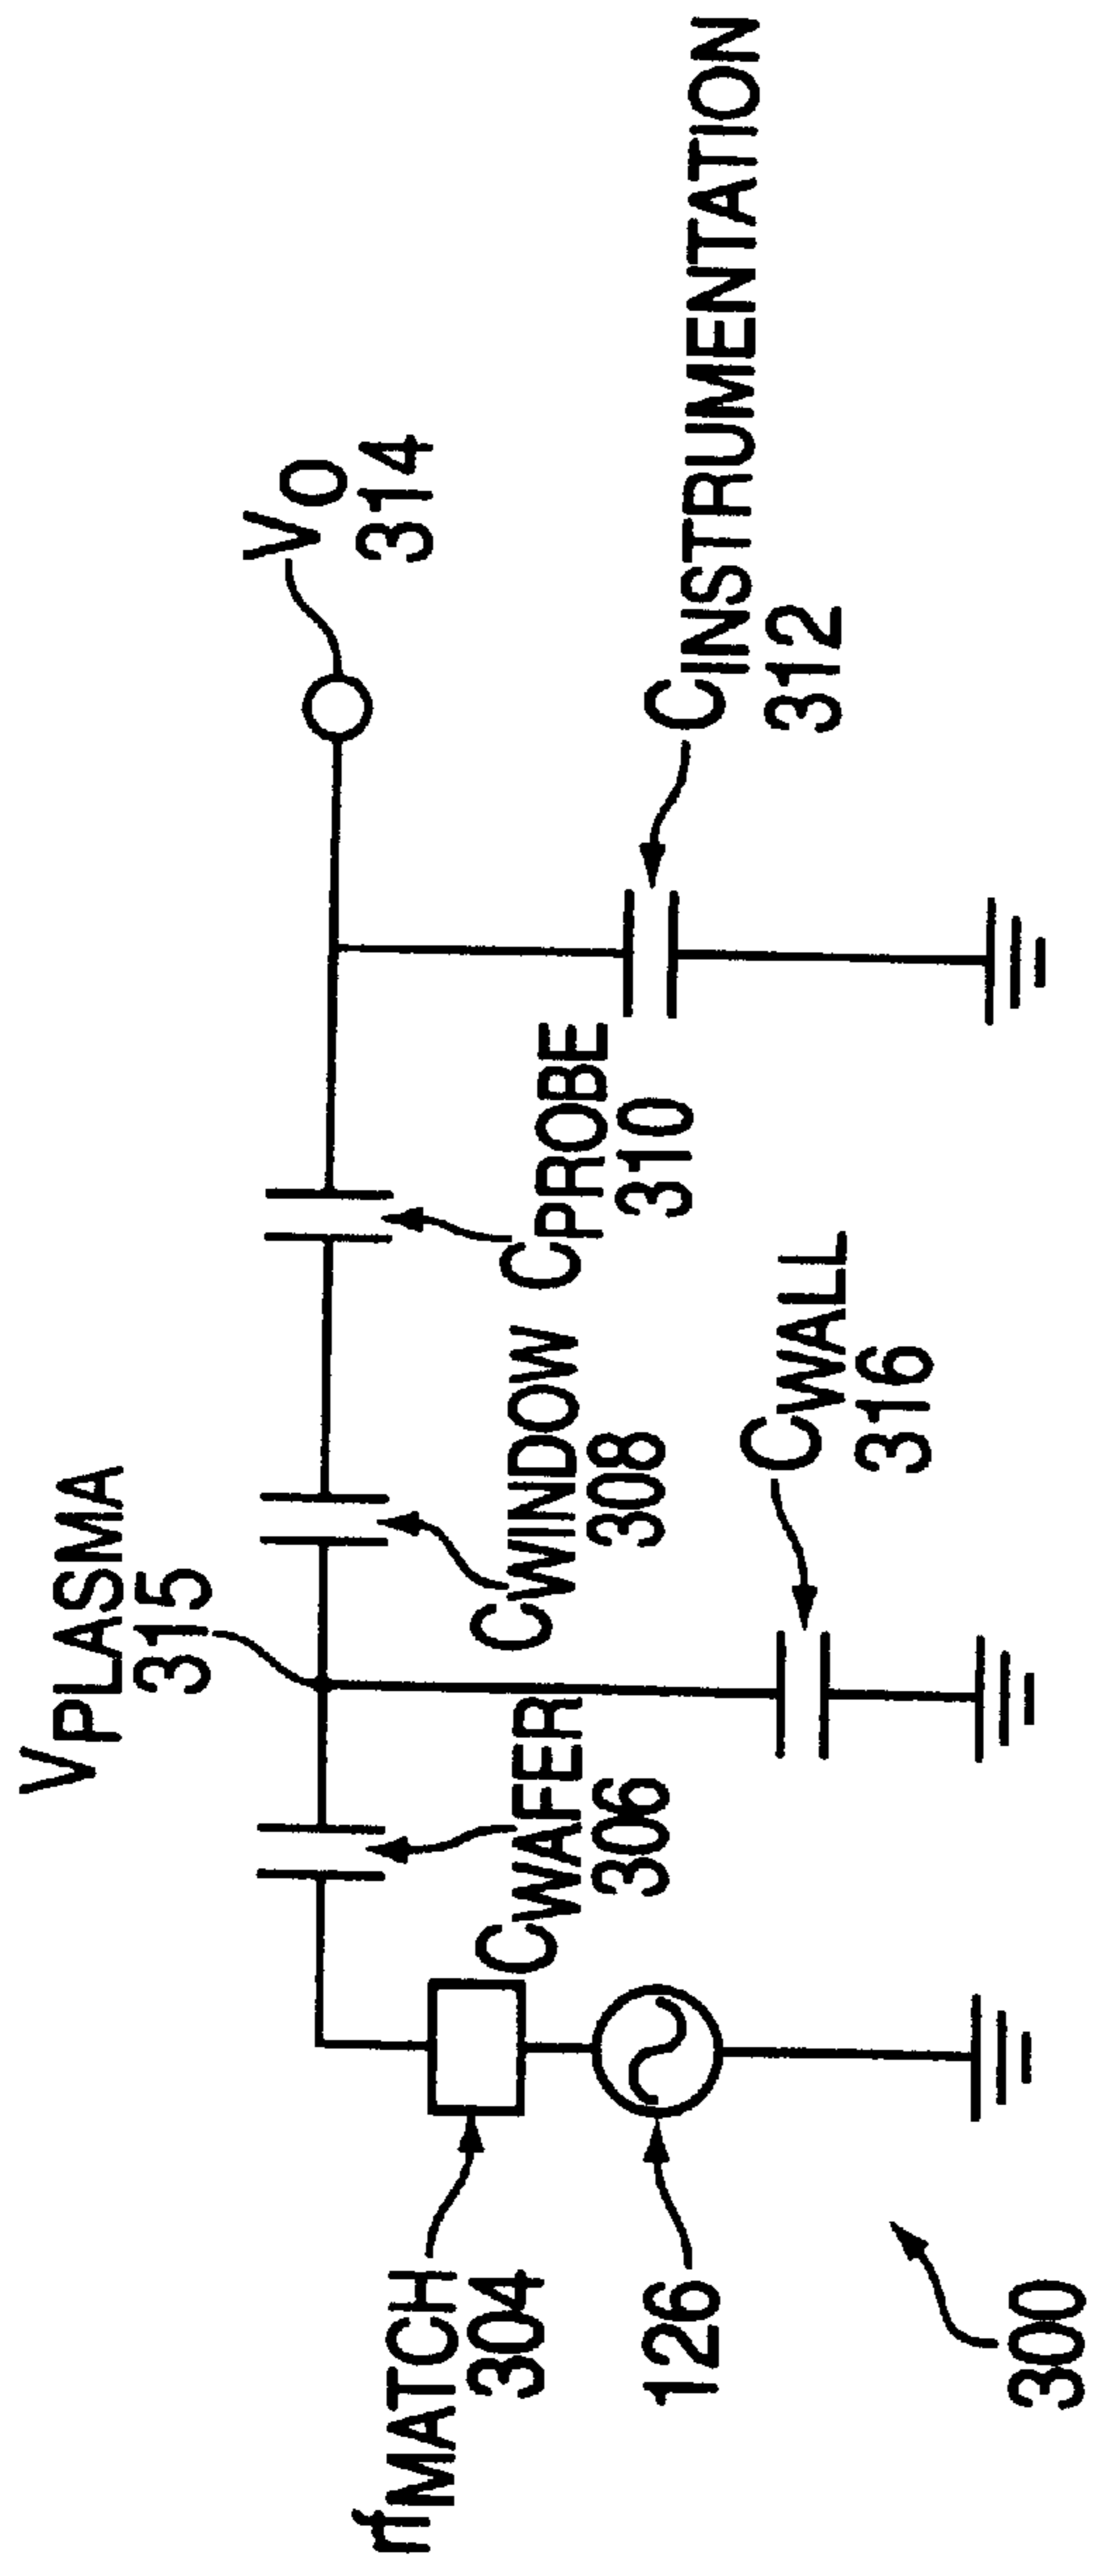 VPLASMA
315
VO
314
rfMATCH
304
CWAFER
306
CWINDOW
308
CPROBE
310
CINSTRUMENTATION
312
126
CWALL
316
300